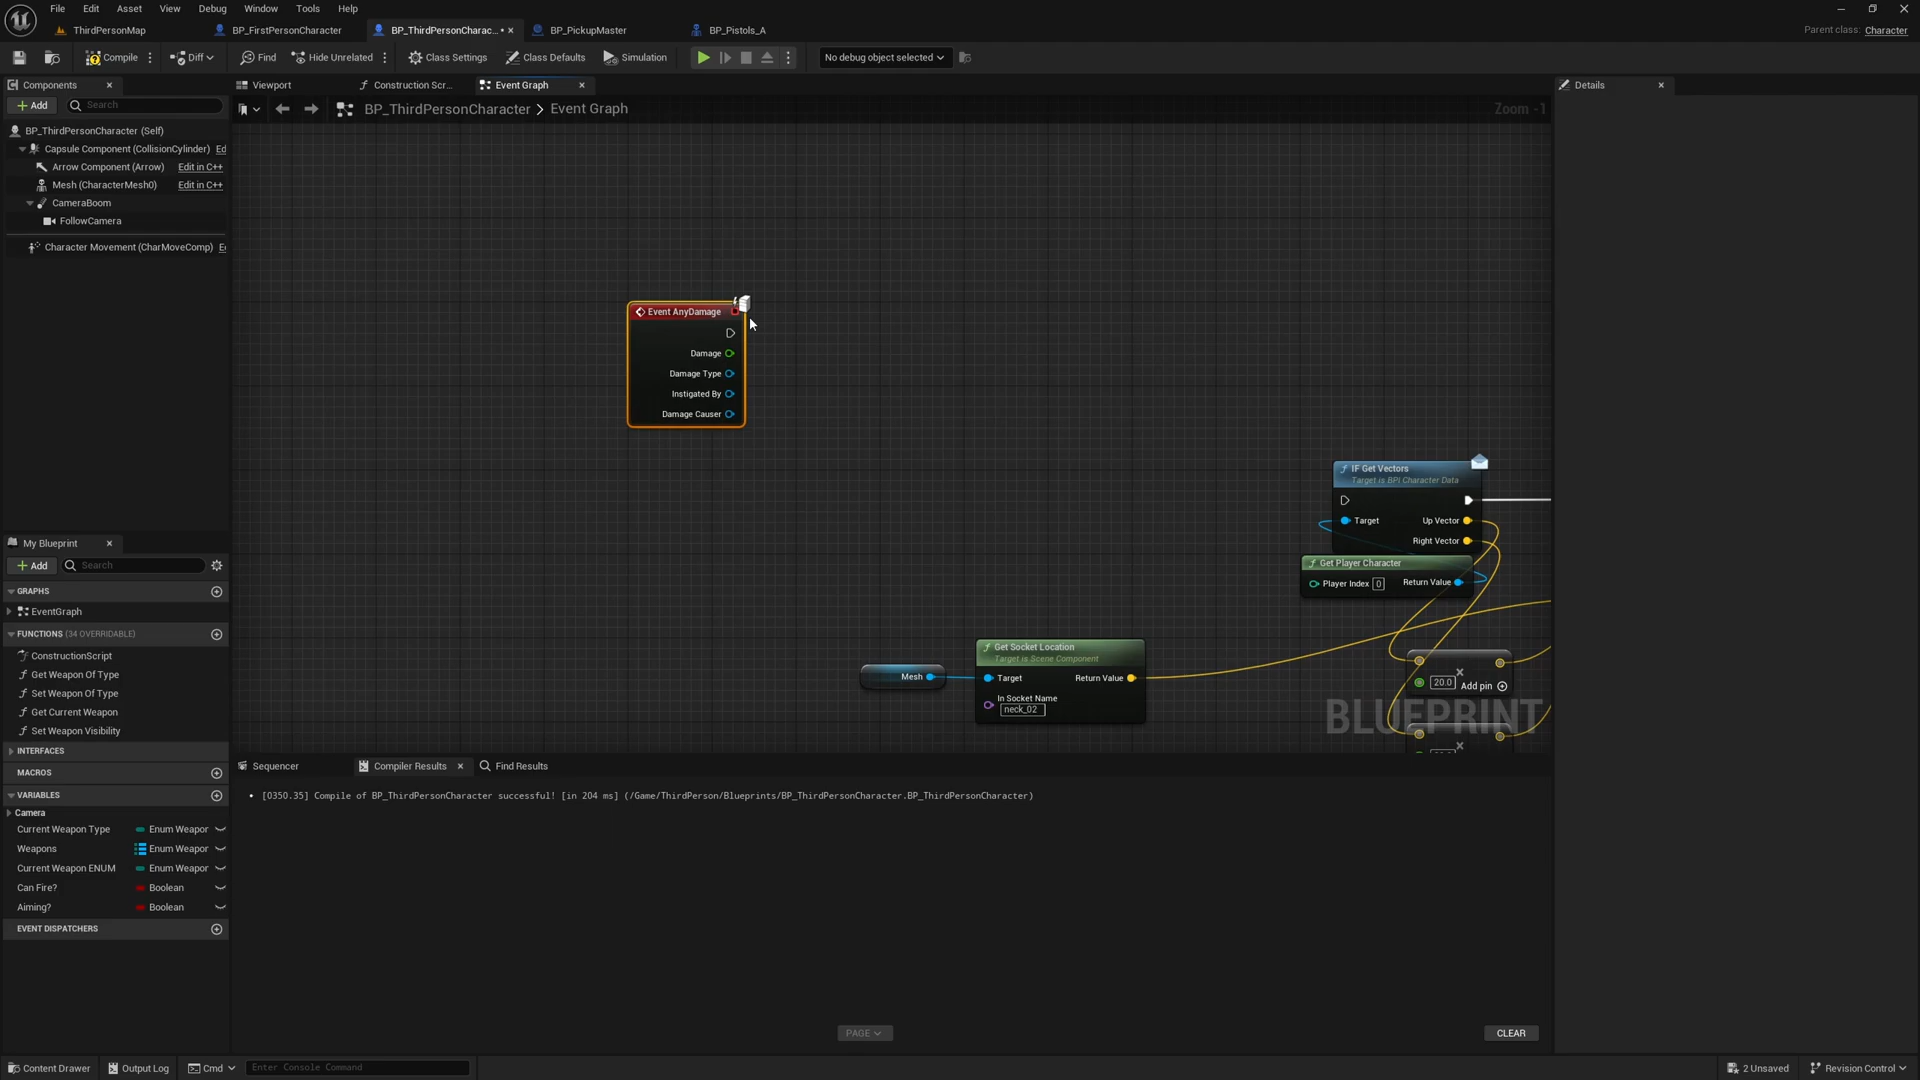 File Edit Asset View Debug Window Tools Help
ThirdPersonMap BP_FirstPersonCharacter BP_ThirdPersonCharac... BP_PickupMaster BP_Pistols_A Parent class: Character
Compile Diff Find Hide Unrelated Class Settings Class Defaults Simulation No debug object selected
Components Viewport Construction Scr... Event Graph Details
Add Search BP_ThirdPersonCharacter > Event Graph Zoom -1
BP_ThirdPersonCharacter (Self)
Capsule Component (CollisionCylinder) Ed
Arrow Component (Arrow) Edit in C++
Mesh (CharacterMesh0) Edit in C++
CameraBoom
FollowCamera
Character Movement (CharMoveComp) E
Event AnyDamage
Damage
Damage Type
Instigated By
Damage Causer
IF Get Vectors
Target is BPI Character Data
Target Up Vector
Right Vector
Get Player Character
Player Index 0 Return Value
Get Socket Location
Target is Scene Component
Mesh Target Return Value
In Socket Name
neck_02
20.0 Add pin
BLUEPRINT
My Blueprint
Add Search
GRAPHS
EventGraph
FUNCTIONS (34 OVERRIDABLE)
ConstructionScript
Get Weapon Of Type
Set Weapon Of Type
Get Current Weapon
Set Weapon Visibility
INTERFACES
MACROS
VARIABLES
Camera
Current Weapon Type Enum Weapor
Weapons Enum Weapor
Current Weapon ENUM Enum Weapor
Can Fire? Boolean
Aiming? Boolean
EVENT DISPATCHERS
Sequencer Compiler Results Find Results
[0350.35] Compile of BP_ThirdPersonCharacter successful! [in 204 ms] (/Game/ThirdPerson/Blueprints/BP_ThirdPersonCharacter.BP_ThirdPersonCharacter)
PAGE CLEAR
Content Drawer Output Log Cmd Enter Console Command 2 Unsaved Revision Control